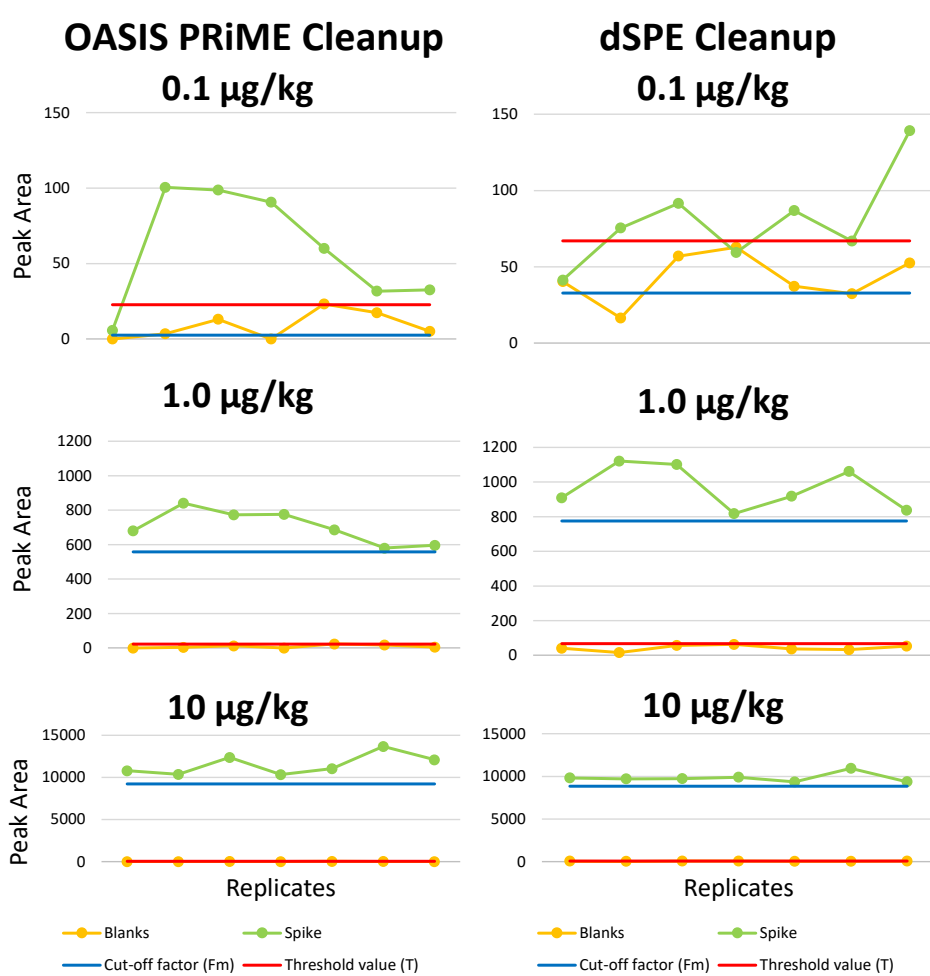 OASIS PRiME Cleanup
dSPE Cleanup
0.1 µg/kg
0.1 µg/kg
150
100
50
0
Peak Area
150
100
50
0
1.0 µg/kg
1.0 µg/kg
1200
1000
800
600
400
200
0
Peak Area
1200
1000
800
600
400
200
0
10 µg/kg
10 µg/kg
15000
10000
5000
0
Peak Area
15000
10000
5000
0
Replicates
Replicates
Blanks
Spike
Cut-off factor (Fm)
Threshold value (T)
Blanks
Spike
Cut-off factor (Fm)
Threshold value (T)